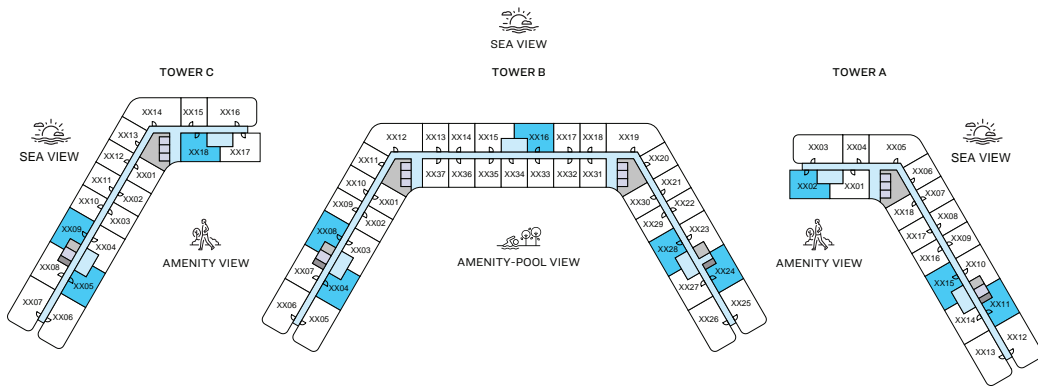 SEA VIEW
TOWER C
TOWER B
TOWER A
SEA VIEW
SEA VIEW
XX14
XX15
XX16
XX13
XX12
XX11
XX10
XX09
XX08
XX07
XX06
XX05
XX04
XX03
XX02
XX01
XX18
XX17
AMENITY VIEW
XX12
XX13
XX14
XX15
XX16
XX17
XX18
XX19
XX11
XX10
XX09
XX08
XX07
XX06
XX05
XX04
XX03
XX02
XX01
XX37
XX36
XX35
XX34
XX33
XX32
XX31
XX20
XX21
XX22
XX23
XX24
XX25
XX26
XX27
XX28
XX29
XX30
AMENITY-POOL VIEW
XX03
XX04
XX05
XX02
XX01
XX06
XX07
XX08
XX09
XX10
XX11
XX12
XX13
XX14
XX15
XX16
XX17
XX18
AMENITY VIEW